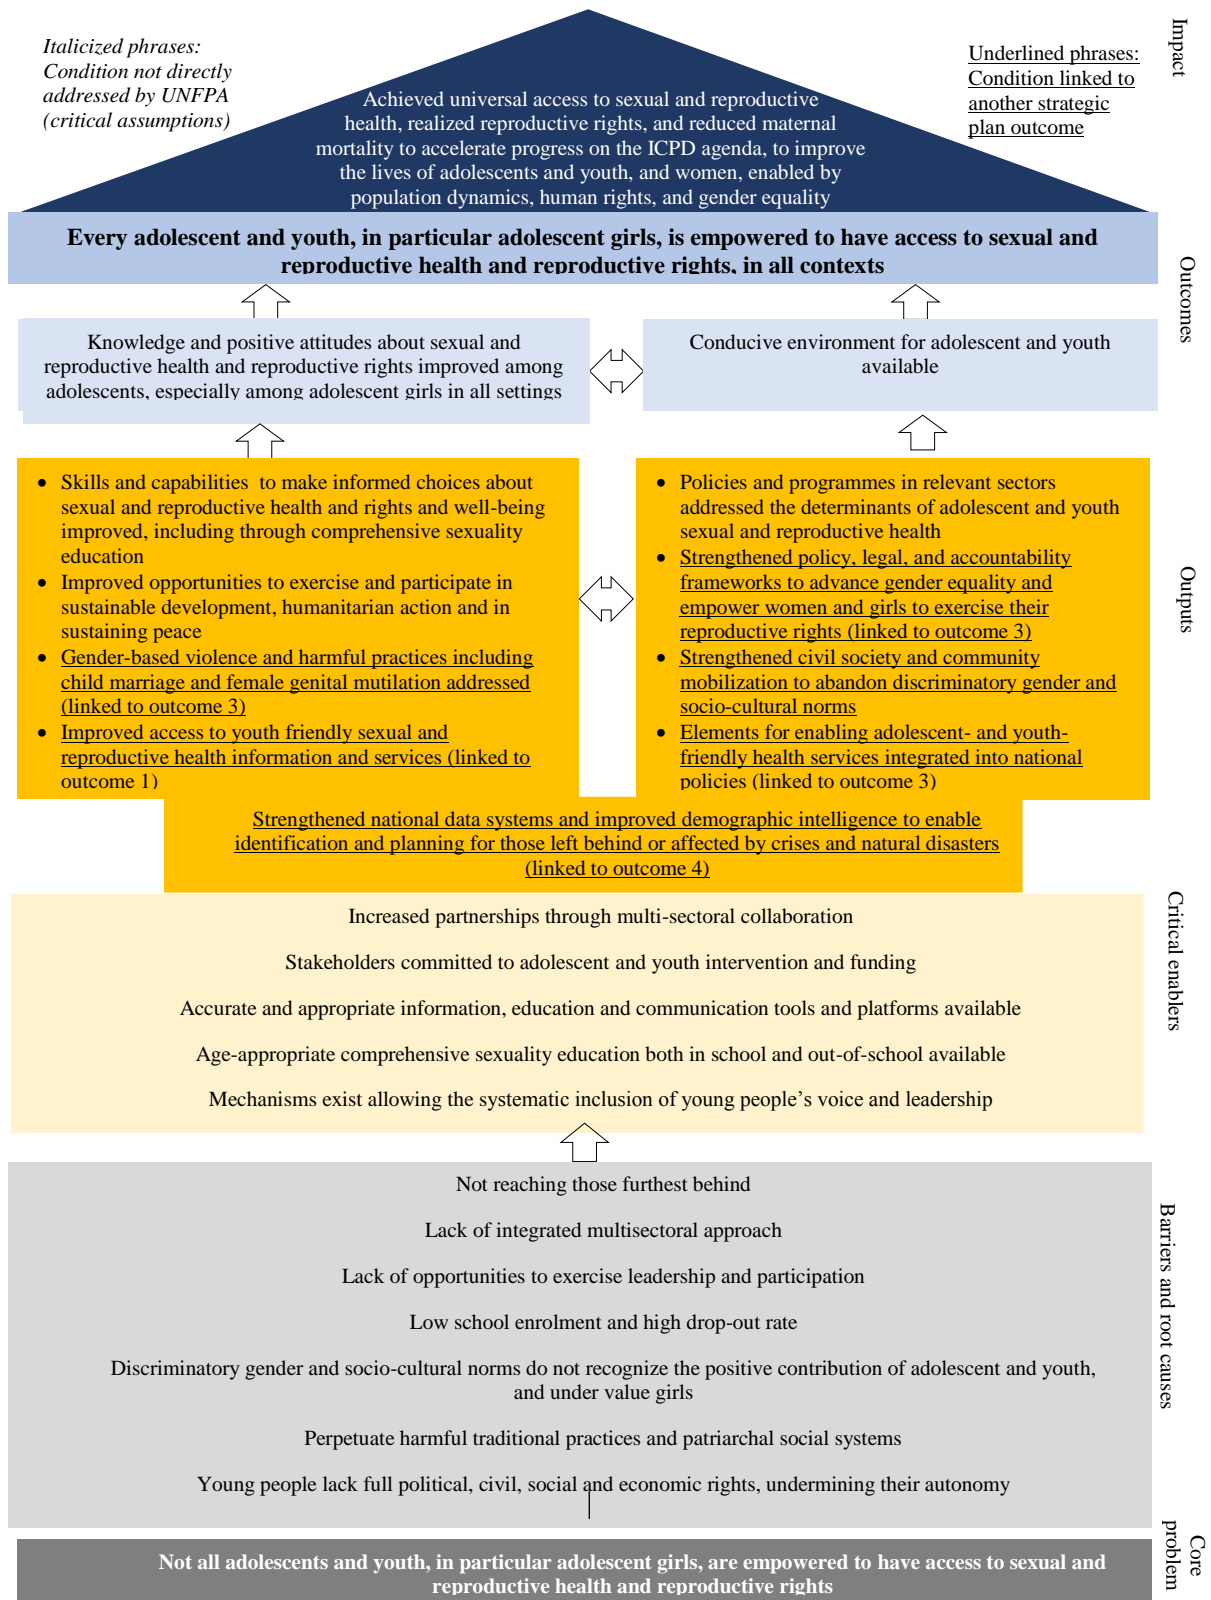 Italicized phrases:
Condition not directly
addressed by UNFPA
(critical assumptions)
Underlined phrases:
Condition linked to
another strategic
plan outcome
Impact
Achieved universal access to sexual and reproductive
health, realized reproductive rights, and reduced maternal
mortality to accelerate progress on the ICPD agenda, to improve
the lives of adolescents and youth, and women, enabled by
population dynamics, human rights, and gender equality
Every adolescent and youth, in particular adolescent girls, is empowered to have access to sexual and
reproductive health and reproductive rights, in all contexts
Outcomes
Knowledge and positive attitudes about sexual and
reproductive health and reproductive rights improved among
adolescents, especially among adolescent girls in all settings
Conducive environment for adolescent and youth
available
Outputs
• Skills and capabilities to make informed choices about
sexual and reproductive health and rights and well-being
improved, including through comprehensive sexuality
education
• Improved opportunities to exercise and participate in
sustainable development, humanitarian action and in
sustaining peace
• Gender-based violence and harmful practices including
child marriage and female genital mutilation addressed
(linked to outcome 3)
• Improved access to youth friendly sexual and
reproductive health information and services (linked to
outcome 1)
• Policies and programmes in relevant sectors
addressed the determinants of adolescent and youth
sexual and reproductive health
• Strengthened policy, legal, and accountability
frameworks to advance gender equality and
empower women and girls to exercise their
reproductive rights (linked to outcome 3)
• Strengthened civil society and community
mobilization to abandon discriminatory gender and
socio-cultural norms
• Elements for enabling adolescent- and youth-
friendly health services integrated into national
policies (linked to outcome 3)
Strengthened national data systems and improved demographic intelligence to enable
identification and planning for those left behind or affected by crises and natural disasters
(linked to outcome 4)
Critical enablers
Increased partnerships through multi-sectoral collaboration
Stakeholders committed to adolescent and youth intervention and funding
Accurate and appropriate information, education and communication tools and platforms available
Age-appropriate comprehensive sexuality education both in school and out-of-school available
Mechanisms exist allowing the systematic inclusion of young people’s voice and leadership
Barriers and root causes
Not reaching those furthest behind
Lack of integrated multisectoral approach
Lack of opportunities to exercise leadership and participation
Low school enrolment and high drop-out rate
Discriminatory gender and socio-cultural norms do not recognize the positive contribution of adolescent and youth,
and under value girls
Perpetuate harmful traditional practices and patriarchal social systems
Young people lack full political, civil, social and economic rights, undermining their autonomy
Core
problem
Not all adolescents and youth, in particular adolescent girls, are empowered to have access to sexual and
reproductive health and reproductive rights